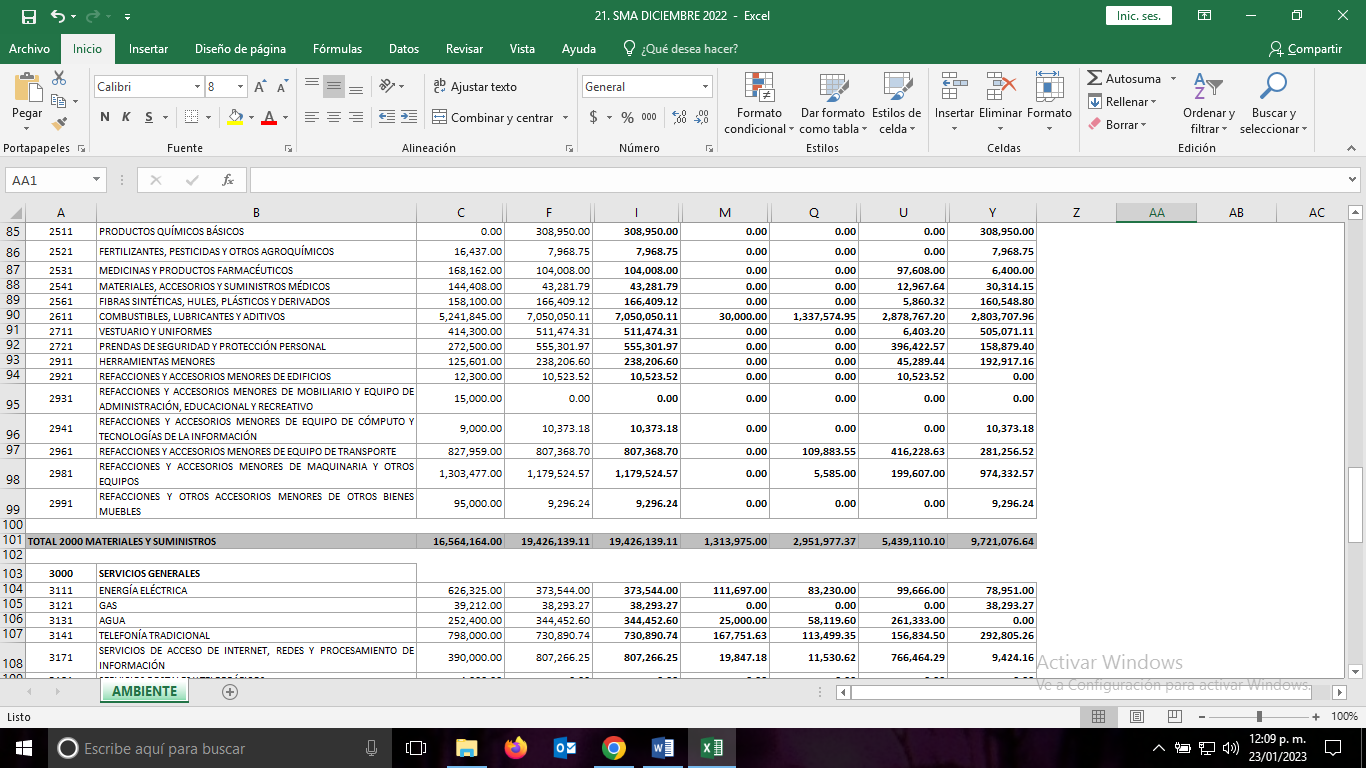 21. SMA DICIEMBRE 2022 - Excel
Inic. ses.
Archivo Inicio Insertar Diseño de página Fórmulas Datos Revisar Vista Ayuda ¿Qué desea hacer? Compartir
Pegar
Calibri 8
N K S
Ajustar texto
Combinar y centrar
General
$ % 000
Formato condicional
Dar formato como tabla
Estilos de celda
Insertar Eliminar Formato
Autosuma
Rellenar
Borrar
Ordenar y filtrar
Buscar y seleccionar
Portapapeles Fuente Alineación Número Estilos Celdas Edición
AA1 fx
A B C F I M Q U Y Z AA AB AC
85 2511 PRODUCTOS QUÍMICOS BÁSICOS 0.00 308,950.00 308,950.00 0.00 0.00 0.00 308,950.00
86 2521 FERTILIZANTES, PESTICIDAS Y OTROS AGROQUÍMICOS 16,437.00 7,968.75 7,968.75 0.00 0.00 0.00 7,968.75
87 2531 MEDICINAS Y PRODUCTOS FARMACÉUTICOS 168,162.00 104,008.00 104,008.00 0.00 0.00 97,608.00 6,400.00
88 2541 MATERIALES, ACCESORIOS Y SUMINISTROS MÉDICOS 144,408.00 43,281.79 43,281.79 0.00 0.00 12,967.64 30,314.15
89 2561 FIBRAS SINTÉTICAS, HULES, PLÁSTICOS Y DERIVADOS 158,100.00 166,409.12 166,409.12 0.00 0.00 5,860.32 160,548.80
90 2611 COMBUSTIBLES, LUBRICANTES Y ADITIVOS 5,241,845.00 7,050,050.11 7,050,050.11 30,000.00 1,337,574.95 2,878,767.20 2,803,707.96
91 2711 VESTUARIO Y UNIFORMES 414,300.00 511,474.31 511,474.31 0.00 0.00 6,403.20 505,071.11
92 2721 PRENDAS DE SEGURIDAD Y PROTECCIÓN PERSONAL 272,500.00 555,301.97 555,301.97 0.00 0.00 396,422.57 158,879.40
93 2911 HERRAMIENTAS MENORES 125,601.00 238,206.60 238,206.60 0.00 0.00 45,289.44 192,917.16
94 2921 REFACCIONES Y ACCESORIOS MENORES DE EDIFICIOS 12,300.00 10,523.52 10,523.52 0.00 0.00 10,523.52 0.00
95 2931 REFACCIONES Y ACCESORIOS MENORES DE MOBILIARIO Y EQUIPO DE
ADMINISTRACIÓN, EDUCACIONAL Y RECREATIVO 15,000.00 0.00 0.00 0.00 0.00 0.00 0.00
96 2941 REFACCIONES Y ACCESORIOS MENORES DE EQUIPO DE CÓMPUTO Y
TECNOLOGÍAS DE LA INFORMACIÓN 9,000.00 10,373.18 10,373.18 0.00 0.00 0.00 10,373.18
97 2961 REFACCIONES Y ACCESORIOS MENORES DE EQUIPO DE TRANSPORTE 827,959.00 807,368.70 807,368.70 0.00 109,883.55 416,228.63 281,256.52
98 2981 REFACCIONES Y ACCESORIOS MENORES DE MAQUINARIA Y OTROS
EQUIPOS 1,303,477.00 1,179,524.57 1,179,524.57 0.00 5,585.00 199,607.00 974,332.57
99 2991 REFACCIONES Y OTROS ACCESORIOS MENORES DE OTROS BIENES
MUEBLES 95,000.00 9,296.24 9,296.24 0.00 0.00 0.00 9,296.24
100
101 TOTAL 2000 MATERIALES Y SUMINISTROS 16,564,164.00 19,426,139.11 19,426,139.11 1,313,975.00 2,951,977.37 5,439,110.10 9,721,076.64
102
103 3000 SERVICIOS GENERALES
104 3111 ENERGÍA ELÉCTRICA 626,325.00 373,544.00 373,544.00 111,697.00 83,230.00 99,666.00 78,951.00
105 3121 GAS 39,212.00 38,293.27 38,293.27 0.00 0.00 0.00 38,293.27
106 3131 AGUA 252,400.00 344,452.60 344,452.60 25,000.00 58,119.60 261,333.00 0.00
107 3141 TELEFONÍA TRADICIONAL 798,000.00 730,890.74 730,890.74 167,751.63 113,499.35 156,834.50 292,805.26
108 3171 SERVICIOS DE ACCESO DE INTERNET, REDES Y PROCESAMIENTO DE
INFORMACIÓN 390,000.00 807,266.25 807,266.25 19,847.18 11,530.62 766,464.29 9,424.16
Activar Windows
Ve a Configuración para activar Windows.
AMBIENTE
Listo 100%
Escribe aquí para buscar
12:09 p. m.
23/01/2023